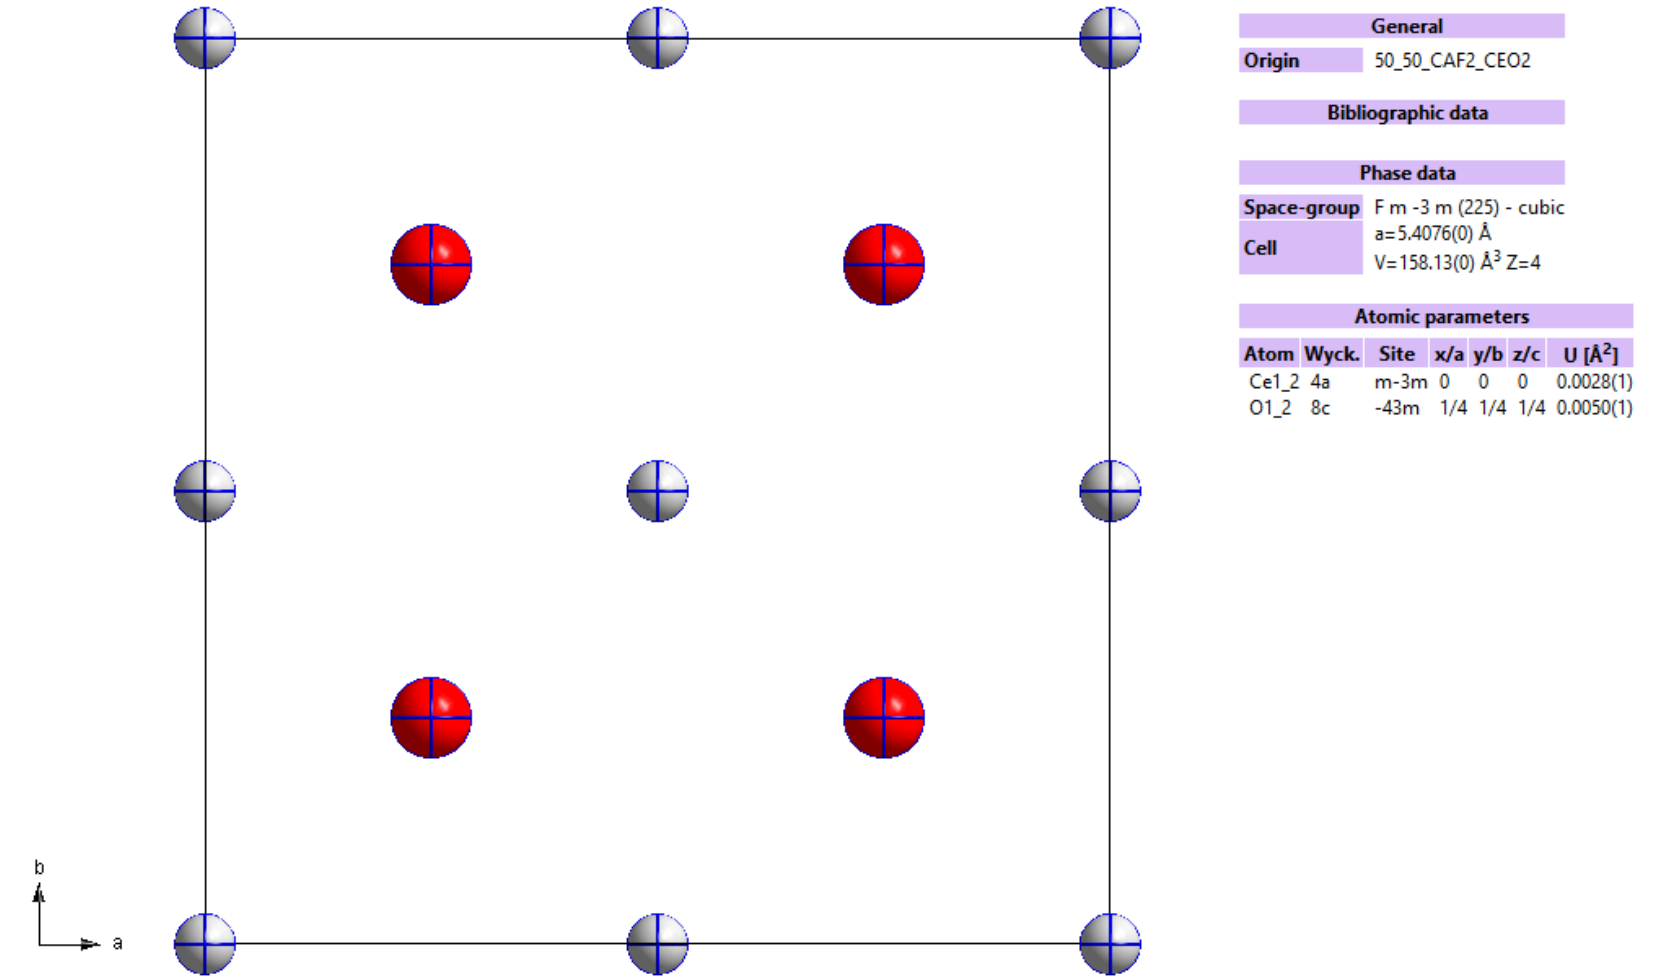 General
Origin 50_50_CAF2_CEO2
Bibliographic data
Phase data
Space-group F m -3 m (225) - cubic
Cell a=5.4076(0) Å
V=158.13(0) Å³ Z=4
Atomic parameters
Atom Wyck. Site x/a y/b z/c U [Å²]
Ce1_2 4a m-3m 0 0 0 0.0028(1)
O1_2 8c -43m 1/4 1/4 1/4 0.0050(1)
b
a